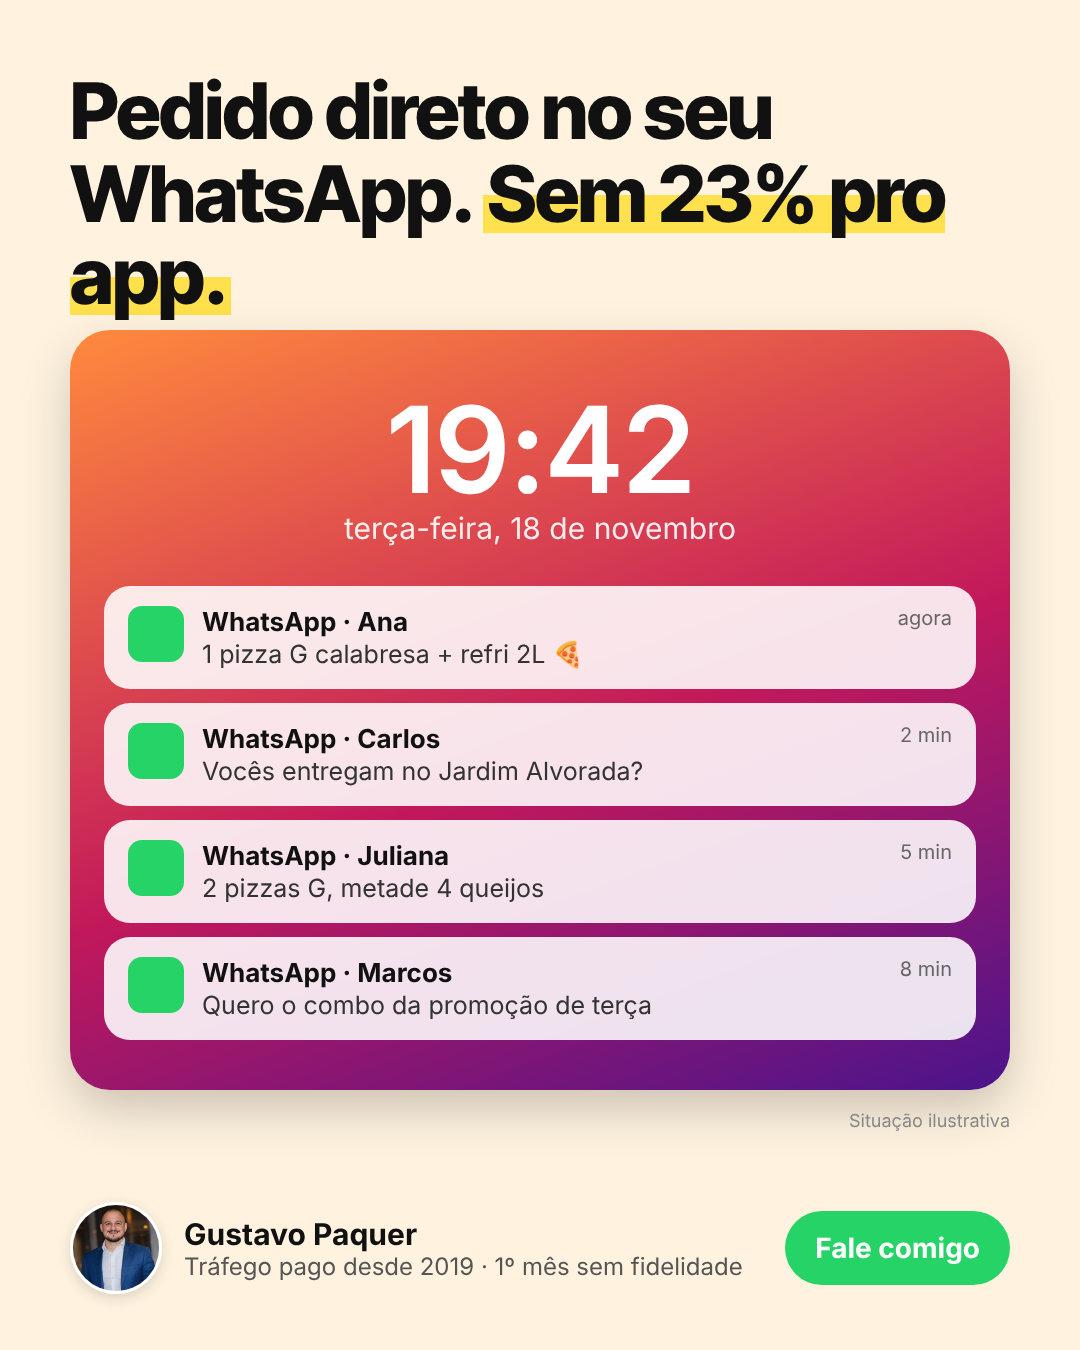 Pedido direto no seu
WhatsApp. Sem 23% pro
app.
19:42
terça-feira, 18 de novembro
WhatsApp · Ana
agora
1 pizza G calabresa + refri 2L 🍕
WhatsApp · Carlos
2 min
Vocês entregam no Jardim Alvorada?
WhatsApp · Juliana
5 min
2 pizzas G, metade 4 queijos
WhatsApp · Marcos
8 min
Quero o combo da promoção de terça
Situação ilustrativa
Gustavo Paquer
Tráfego pago desde 2019 · 1º mês sem fidelidade
Fale comigo